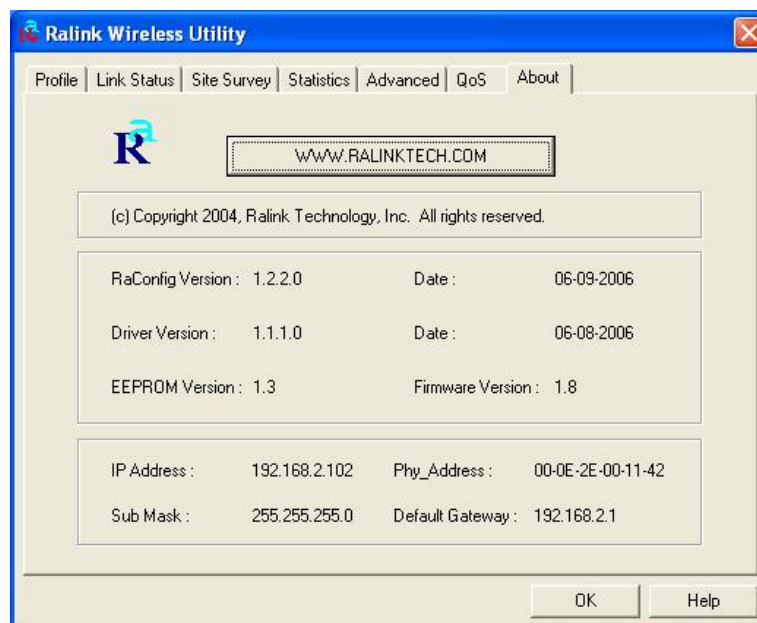 Ralink Wireless Utility
Profile Link Status Site Survey Statistics Advanced QoS About
Ra
WWW.RALINKTECH.COM
(c) Copyright 2004, Ralink Technology, Inc. All rights reserved.
RaConfig Version : 1.2.2.0 Date : 06-09-2006
Driver Version : 1.1.1.0 Date : 06-08-2006
EEPROM Version : 1.3 Firmware Version : 1.8
IP Address : 192.168.2.102 Phy_Address : 00-0E-2E-00-11-42
Sub Mask : 255.255.255.0 Default Gateway : 192.168.2.1
OK Help